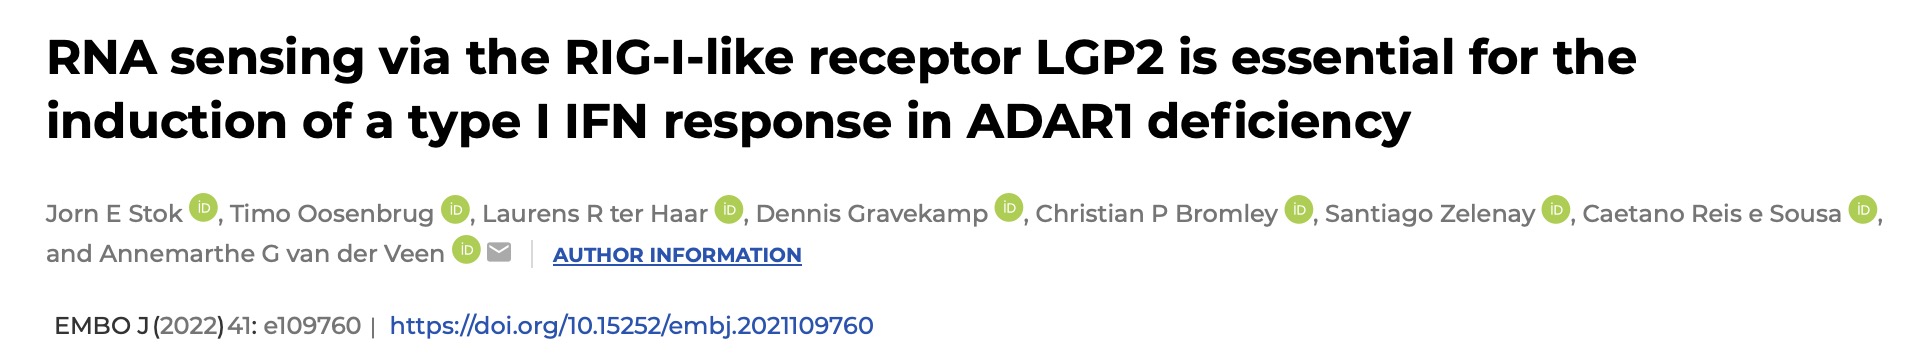 RNA sensing via the RIG-I-like receptor LGP2 is essential for the
induction of a type I IFN response in ADAR1 deficiency
Jorn E Stok iD, Timo Oosenbrug iD, Laurens R ter Haar iD, Dennis Gravekamp iD, Christian P Bromley iD, Santiago Zelenay iD, Caetano Reis e Sousa iD,
and Annemarthe G van der Veen iD | AUTHOR INFORMATION
EMBO J (2022) 41: e109760 | https://doi.org/10.15252/embj.2021109760